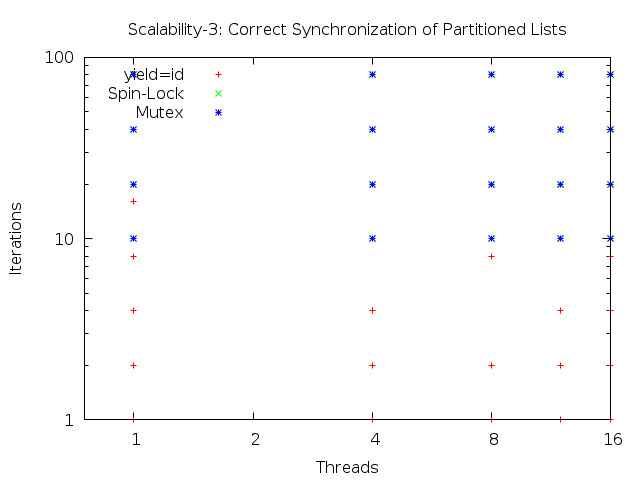 Scalability-3: Correct Synchronization of Partitioned Lists
100
yield=id
Spin-Lock
Mutex
10
1
Iterations
1 2 4 8 16
Threads